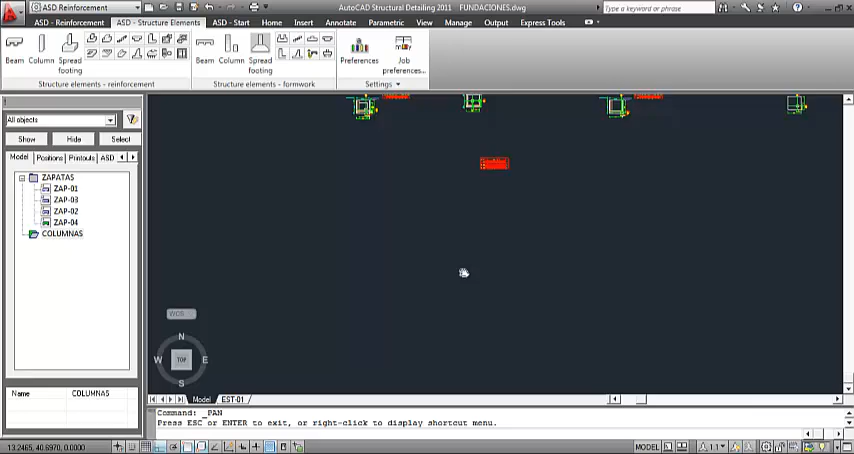 ASD Reinforcement
AutoCAD Structural Detailing 2011 FUNDACIONES.dwg
Type a keyword or phrase
ASD - Reinforcement
ASD - Structure Elements
ASD - Start
Home
Insert
Annotate
Parametric
View
Manage
Output
Express Tools
Beam
Column
Spread footing
Beam
Column
Spread footing
Preferences
Job preferences...
Structure elements - reinforcement
Structure elements - formwork
Settings
All objects
Show
Hide
Select
Model
Positions
Printouts
ASD
ZAPATAS
ZAP-01
ZAP-03
ZAP-02
ZAP-04
COLUMNAS
WCS
N
W
TOP
E
S
Name
COLUMNAS
Model
EST-01
Command: _PAN
Press ESC or ENTER to exit, or right-click to display shortcut menu.
13.2465, 40.6970, 0.0000
MODEL
1:1